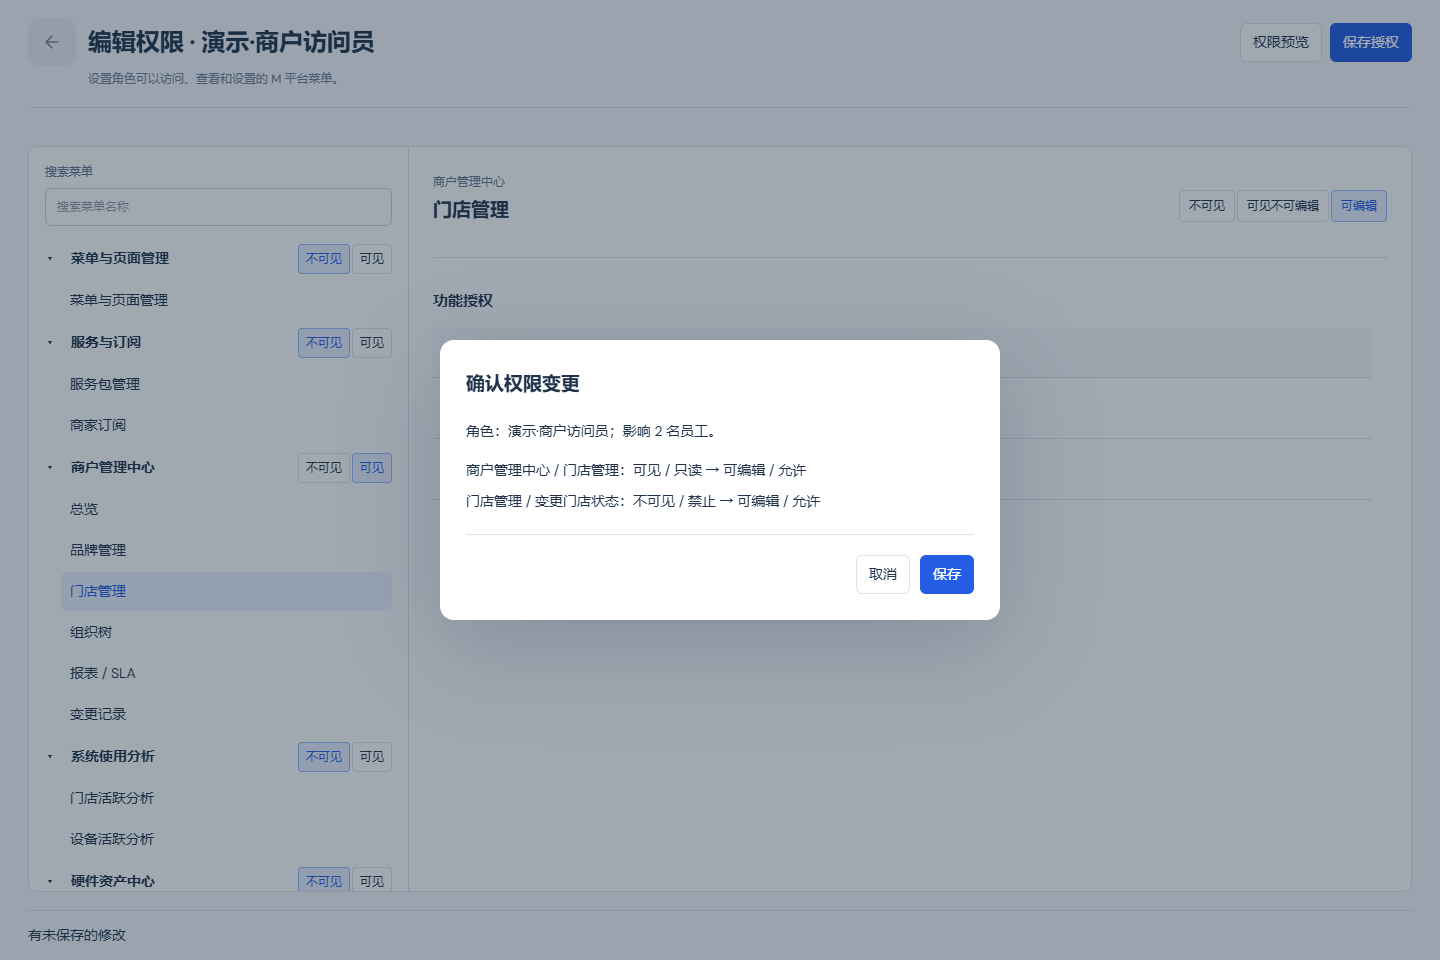 编辑权限 · 演示·商户访问员
设置角色可以访问、查看和设置的 M 平台菜单。
权限预览
保存授权
搜索菜单
搜索菜单名称
菜单与页面管理
不可见
可见
菜单与页面管理
服务与订阅
不可见
可见
服务包管理
商家订阅
商户管理中心
不可见
可见
总览
品牌管理
门店管理
组织树
报表 / SLA
变更记录
系统使用分析
不可见
可见
门店活跃分析
设备活跃分析
硬件资产中心
不可见
可见
商户管理中心
门店管理
不可见
可见不可编辑
可编辑
功能授权
确认权限变更
角色：演示·商户访问员；影响 2 名员工。
商户管理中心 / 门店管理：可见 / 只读 → 可编辑 / 允许
门店管理 / 变更门店状态：不可见 / 禁止 → 可编辑 / 允许
取消
保存
有未保存的修改